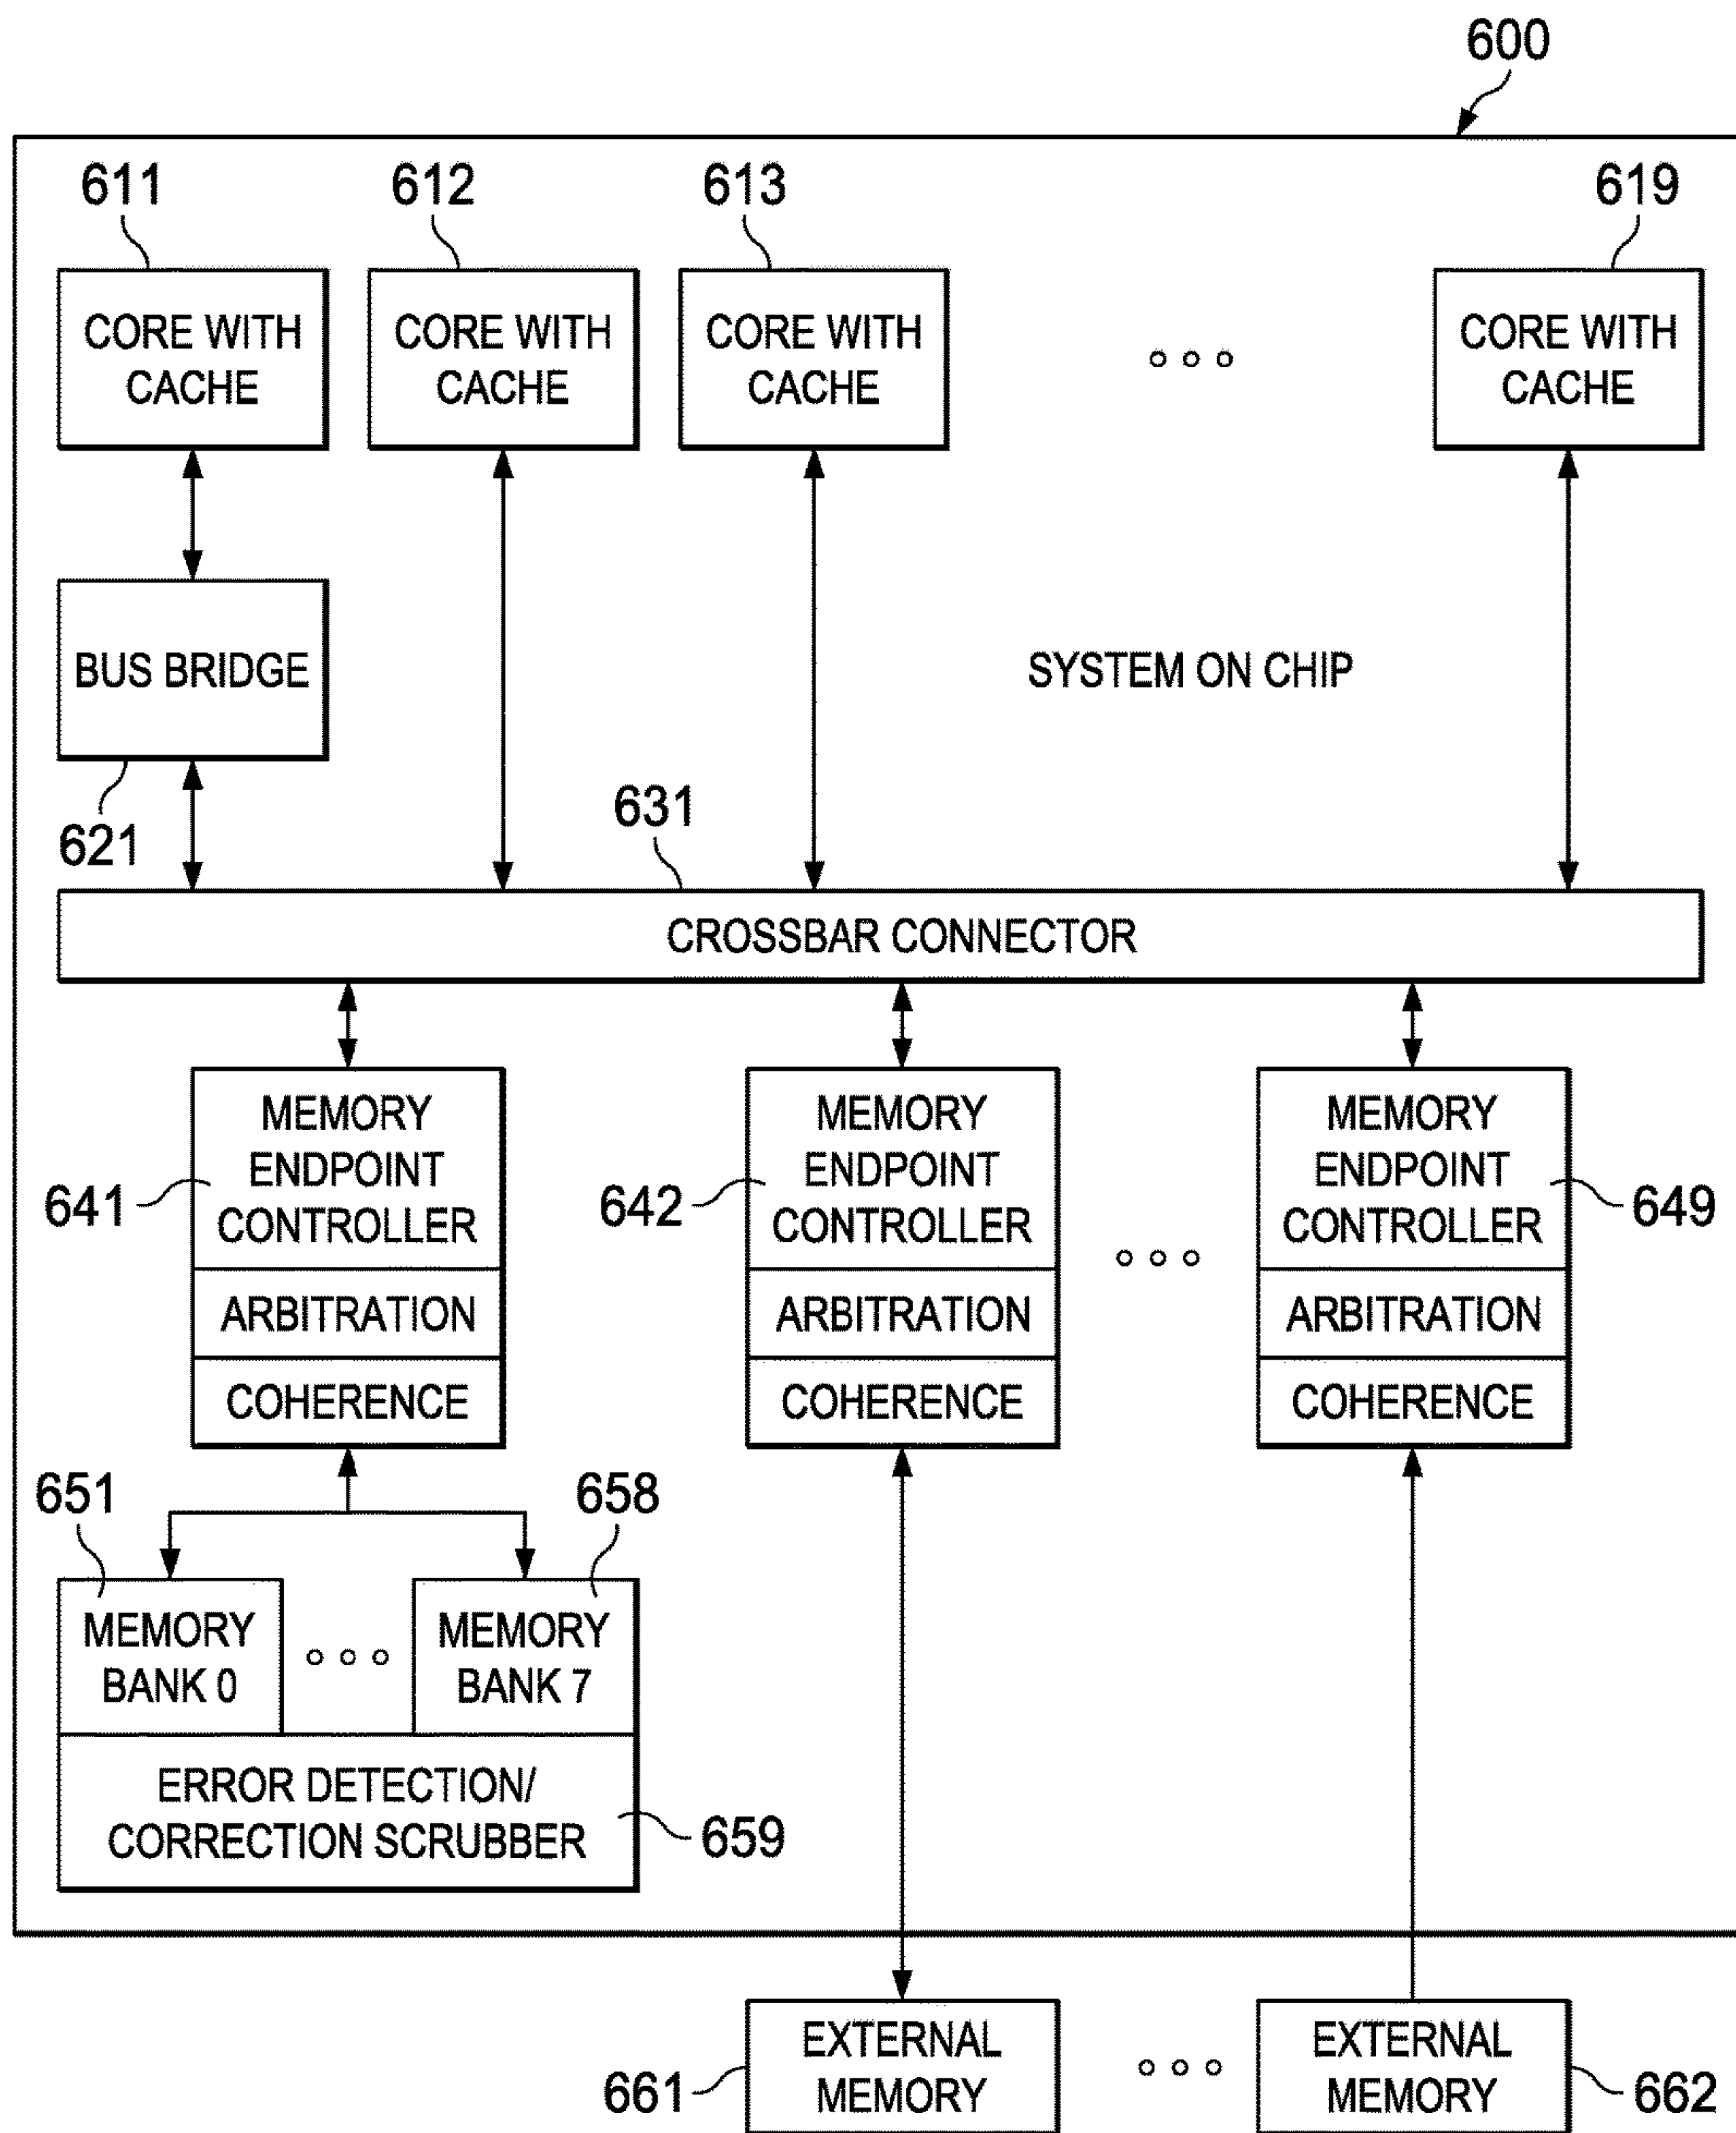 600
611
612
613
619
CORE WITH
CACHE
CORE WITH
CACHE
CORE WITH
CACHE
CORE WITH
CACHE
BUS BRIDGE
SYSTEM ON CHIP
621
631
CROSSBAR CONNECTOR
MEMORY
ENDPOINT
CONTROLLER
ARBITRATION
COHERENCE
641
MEMORY
ENDPOINT
CONTROLLER
ARBITRATION
COHERENCE
642
MEMORY
ENDPOINT
CONTROLLER
ARBITRATION
COHERENCE
649
651
658
MEMORY
BANK 0
MEMORY
BANK 7
ERROR DETECTION/
CORRECTION SCRUBBER
659
EXTERNAL
MEMORY
661
EXTERNAL
MEMORY
662